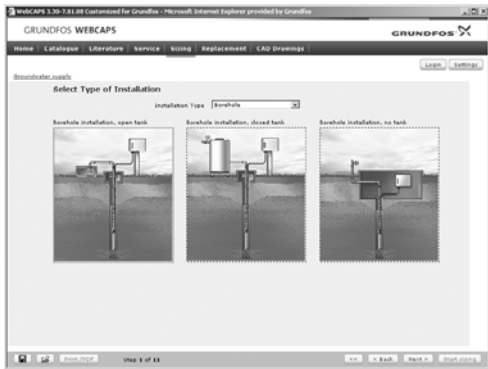 WebCAPS 3.30-7.81.08 Customized for Grundfos - Microsoft Internet Explorer provided by Grundfos
GRUNDFOS WEBCAPS
GRUNDFOS
Home Catalogue Literature Service Sizing Replacement CAD Drawings
Login Settings
Groundwater supply
Select Type of Installation
Installation Type Borehole
Borehole installation, open tank Borehole installation, closed tank Borehole installation, no tank
Print/PDF Step 1 of 11 << < Back Next > Start sizing